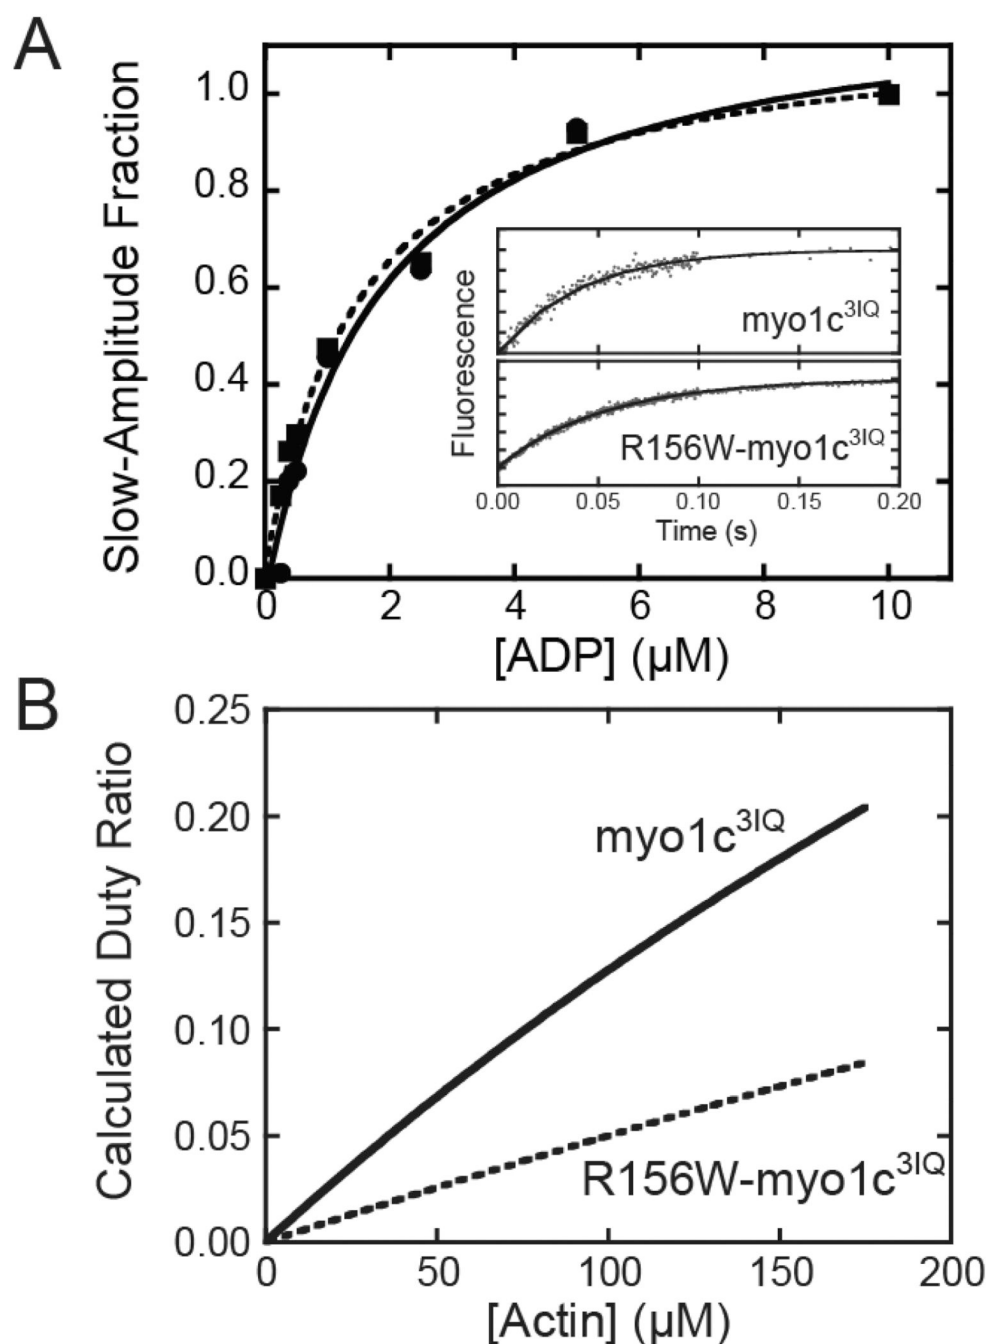 A
Slow-Amplitude Fraction
1.0
0.8
0.6
0.4
0.2
0.0
0 2 4 6 8 10
[ADP] (µM)
Fluorescence
myo1c3IQ
R156W-myo1c3IQ
0.00 0.05 0.10 0.15 0.20
Time (s)
B
Calculated Duty Ratio
0.25
0.20
0.15
0.10
0.05
0.00
myo1c3IQ
R156W-myo1c3IQ
0 50 100 150 200
[Actin] (µM)